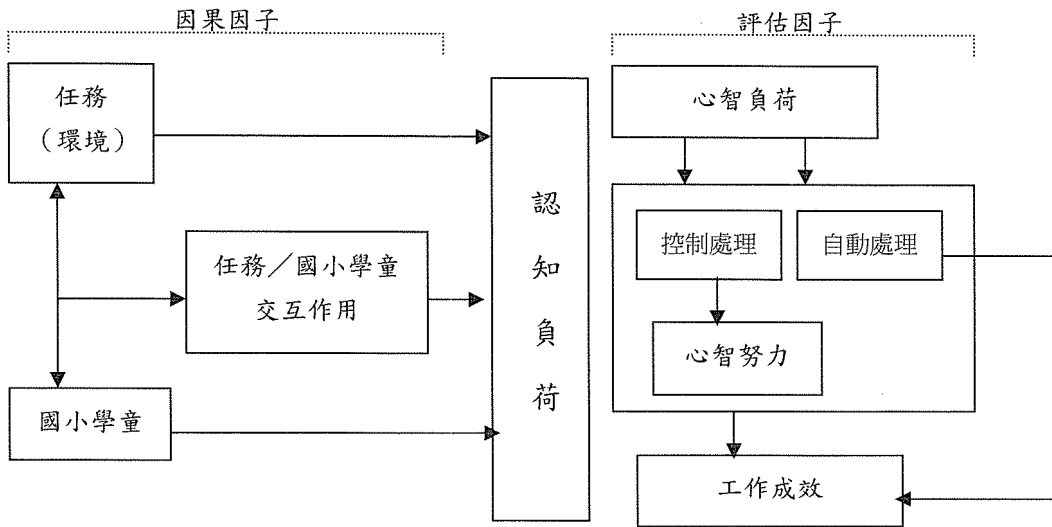 因果因子
評估因子
任務
（環境）
任務／國小學童
交互作用
國小學童
認知負荷
心智負荷
控制處理
自動處理
心智努力
工作成效